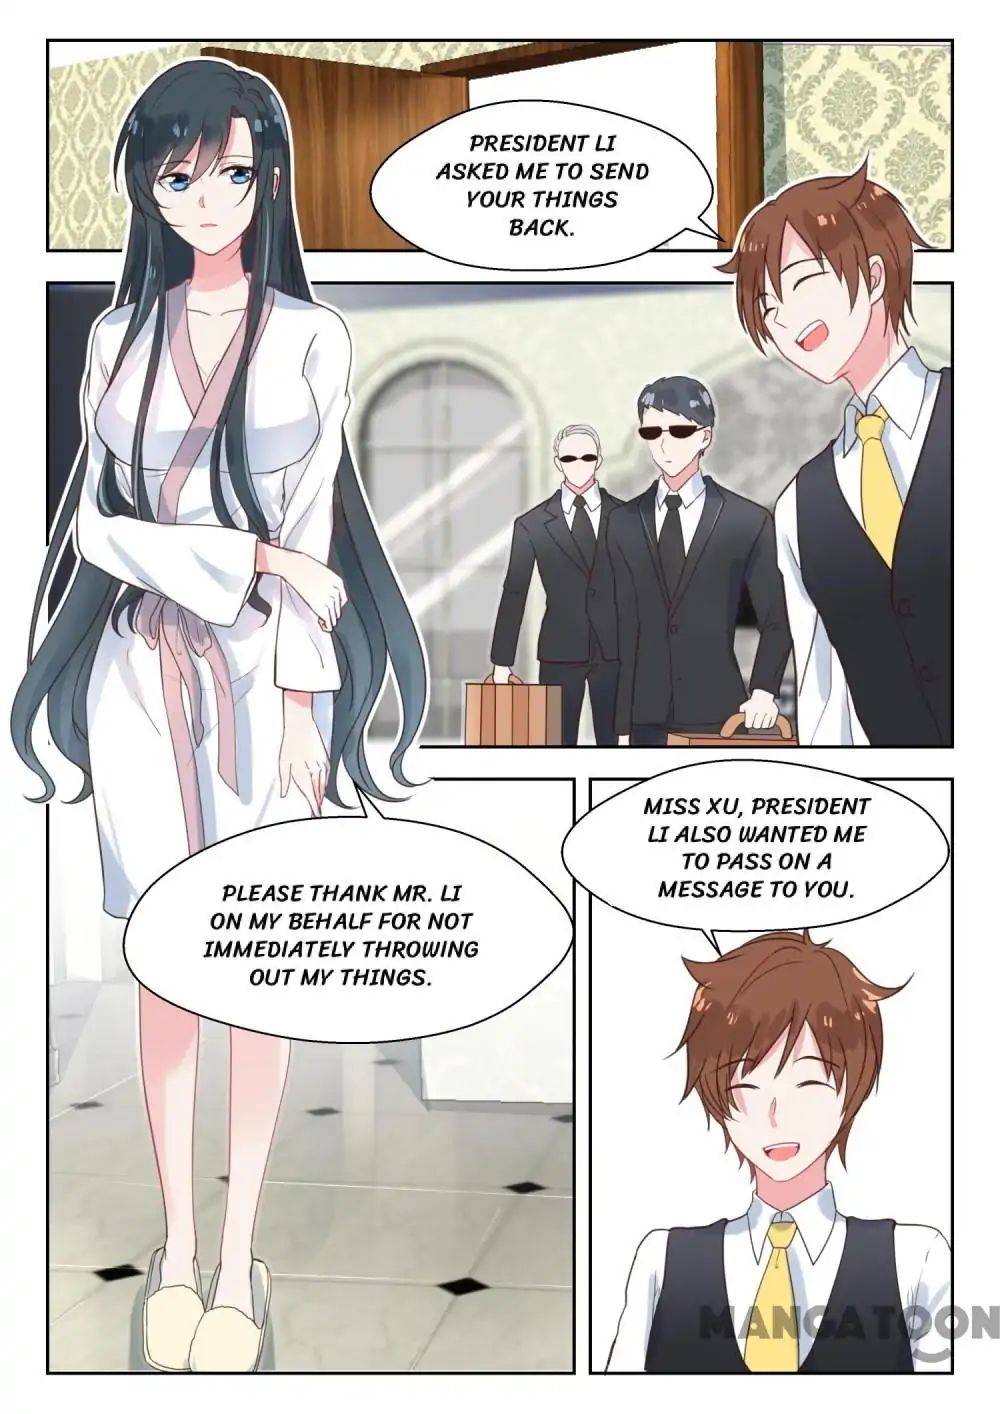 PRESIDENT LI
ASKED ME TO SEND
YOUR THINGS
BACK.
PLEASE THANK MR. LI
ON MY BEHALF FOR NOT
IMMEDIATELY THROWING
OUT MY THINGS.
MISS XU, PRESIDENT
LI ALSO WANTED ME
TO PASS ON A
MESSAGE TO YOU.
MANGATOON